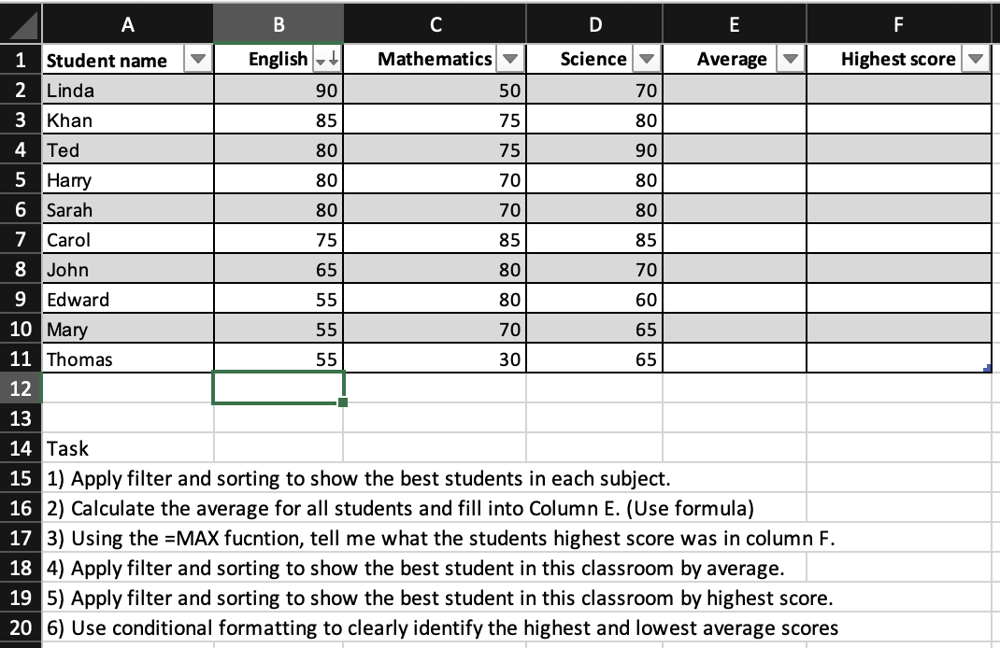 A B C D E F
1 Student name English Mathematics Science Average Highest score
2 Linda 90 50 70
3 Khan 85 75 80
4 Ted 80 75 90
5 Harry 80 70 80
6 Sarah 80 70 80
7 Carol 75 85 85
8 John 65 80 70
9 Edward 55 80 60
10 Mary 55 70 65
11 Thomas 55 30 65
12
13
14 Task
15 1) Apply filter and sorting to show the best students in each subject.
16 2) Calculate the average for all students and fill into Column E. (Use formula)
17 3) Using the =MAX fucntion, tell me what the students highest score was in column F.
18 4) Apply filter and sorting to show the best student in this classroom by average.
19 5) Apply filter and sorting to show the best student in this classroom by highest score.
20 6) Use conditional formatting to clearly identify the highest and lowest average scores